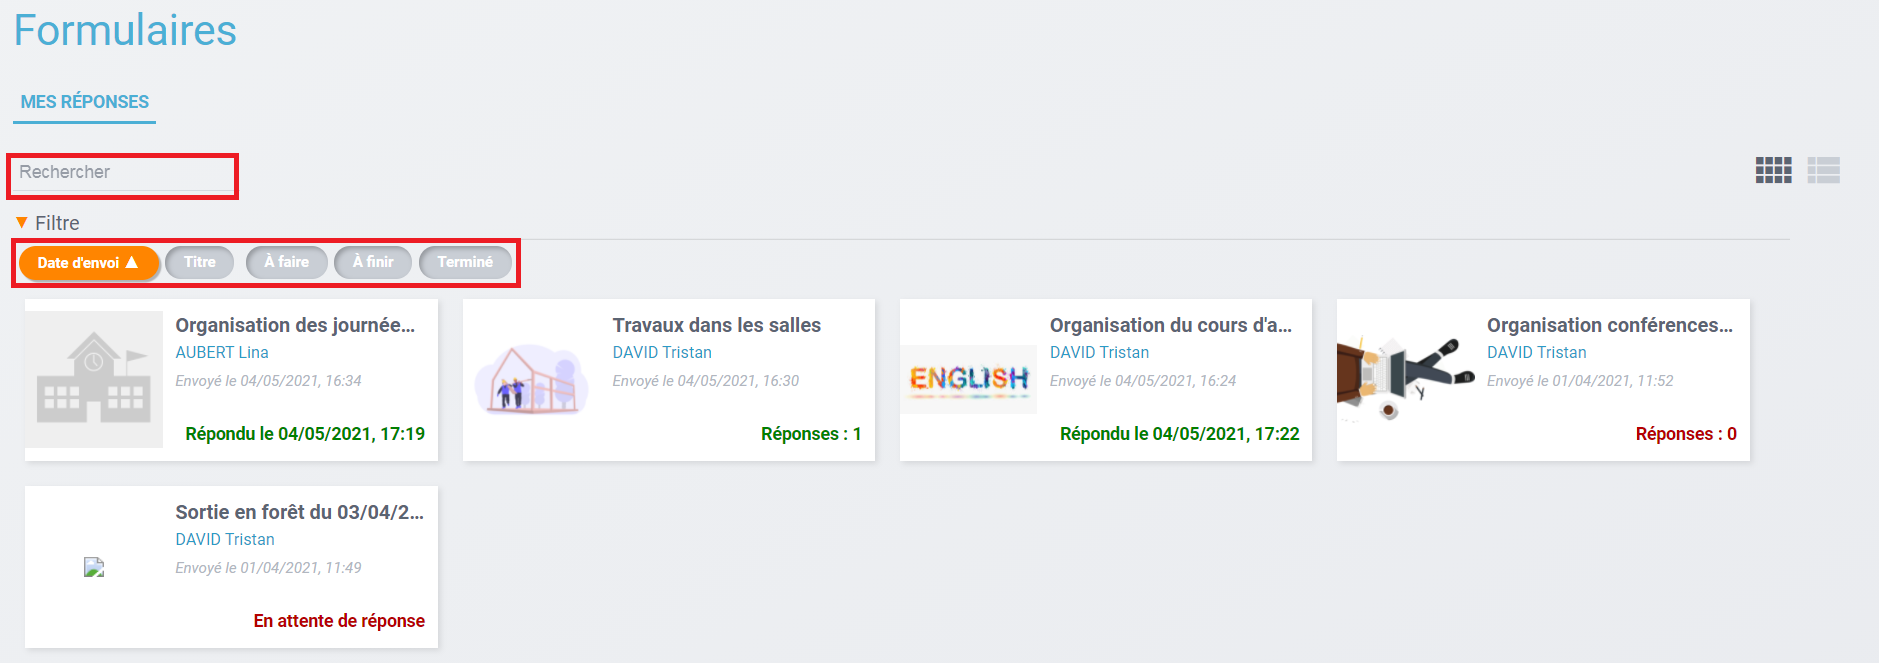 Formulaires
MES RÉPONSES
Rechercher
▼ Filtre
Date d'envoi ▲ Titre À faire À finir Terminé
Organisation des journée...
AUBERT Lina
Envoyé le 04/05/2021, 16:34
Répondu le 04/05/2021, 17:19
Travaux dans les salles
DAVID Tristan
Envoyé le 04/05/2021, 16:30
Réponses : 1
ENGLISH
Organisation du cours d'a...
DAVID Tristan
Envoyé le 04/05/2021, 16:24
Répondu le 04/05/2021, 17:22
Organisation conférences...
DAVID Tristan
Envoyé le 01/04/2021, 11:52
Réponses : 0
Sortie en forêt du 03/04/2...
DAVID Tristan
Envoyé le 01/04/2021, 11:49
En attente de réponse